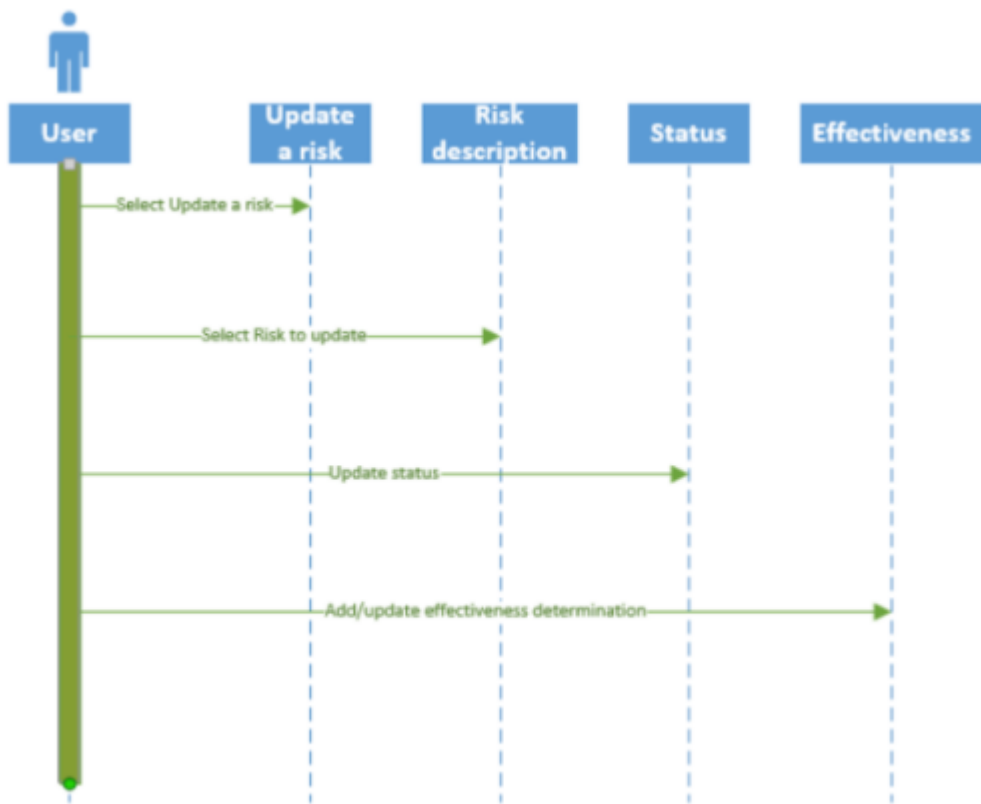 User
Update
a risk
Risk
description
Status
Effectiveness
Select Update a risk
Select Risk to update
Update status
Add/update effectiveness determination